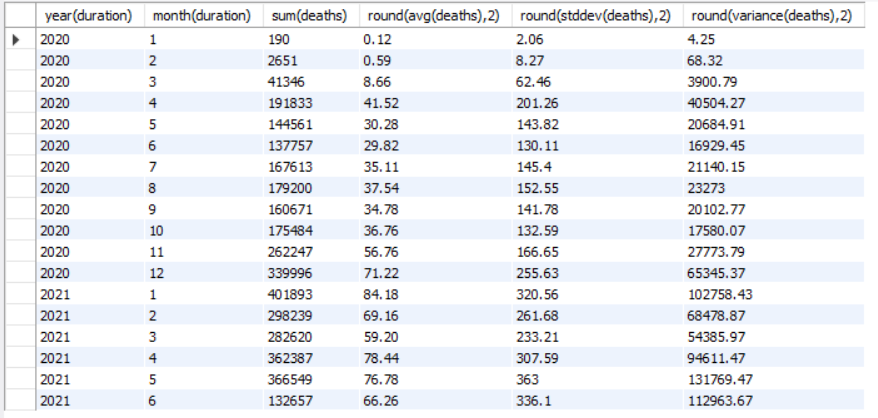 year(duration) month(duration) sum(deaths) round(avg(deaths),2) round(stddev(deaths),2) round(variance(deaths),2)
2020 1 190 0.12 2.06 4.25
2020 2 2651 0.59 8.27 68.32
2020 3 41346 8.66 62.46 3900.79
2020 4 191833 41.52 201.26 40504.27
2020 5 144561 30.28 143.82 20684.91
2020 6 137757 29.82 130.11 16929.45
2020 7 167613 35.11 145.4 21140.15
2020 8 179200 37.54 152.55 23273
2020 9 160671 34.78 141.78 20102.77
2020 10 175484 36.76 132.59 17580.07
2020 11 262247 56.76 166.65 27773.79
2020 12 339996 71.22 255.63 65345.37
2021 1 401893 84.18 320.56 102758.43
2021 2 298239 69.16 261.68 68478.87
2021 3 282620 59.20 233.21 54385.97
2021 4 362387 78.44 307.59 94611.47
2021 5 366549 76.78 363 131769.47
2021 6 132657 66.26 336.1 112963.67